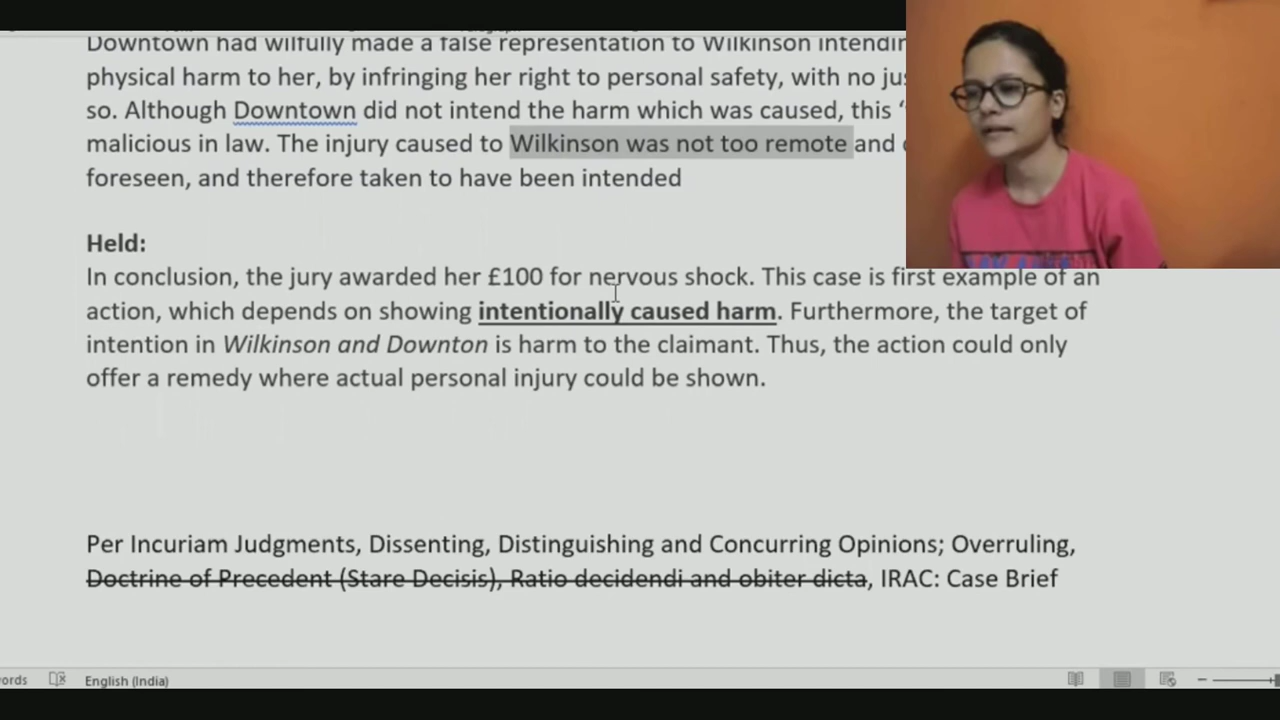 Downtown had wilfully made a false representation to Wilkinson
physical harm to her, by infringing her right to personal safety, with no
so. Although Downtown did not intend the harm which was caused, this
malicious in law. The injury caused to Wilkinson was not too remote and
foreseen, and therefore taken to have been intended
Held:
In conclusion, the jury awarded her £100 for nervous shock. This case is first example of an
action, which depends on showing intentionally caused harm. Furthermore, the target of
intention in Wilkinson and Downton is harm to the claimant. Thus, the action could only
offer a remedy where actual personal injury could be shown.
Per Incuriam Judgments, Dissenting, Distinguishing and Concurring Opinions; Overruling,
Doctrine of Precedent (Stare Decisis), Ratio decidendi and obiter dicta, IRAC: Case Brief
English (India)